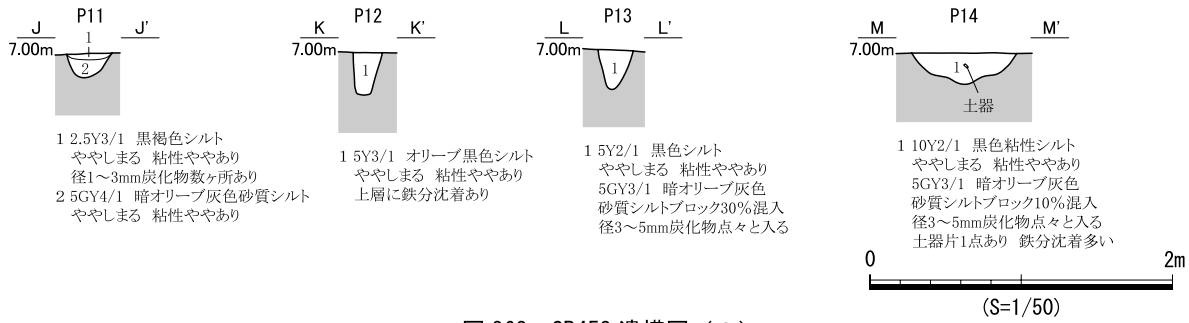 P11
J J'
7.00m
1
2
1 2.5Y3/1 黒褐色シルト
ややしまる 粘性ややあり
径1～3mm炭化物数ヶ所あり
2 5GY4/1 暗オリーブ灰色砂質シルト
ややしまる 粘性ややあり
P12
K K'
7.00m
1
1 5Y3/1 オリーブ黒色シルト
ややしまる 粘性ややあり
上層に鉄分沈着あり
P13
L L'
7.00m
1
1 5Y2/1 黒色シルト
ややしまる 粘性ややあり
5GY3/1 暗オリーブ灰色
砂質シルトブロック30%混入
径3～5mm炭化物点々と入る
P14
M M'
7.00m
1
土器
1 10Y2/1 黒色粘性シルト
ややしまる 粘性ややあり
5GY3/1 暗オリーブ灰色
砂質シルトブロック10%混入
径3～5mm炭化物点々と入る
土器片1点あり 鉄分沈着多い
0 2m
(S=1/50)